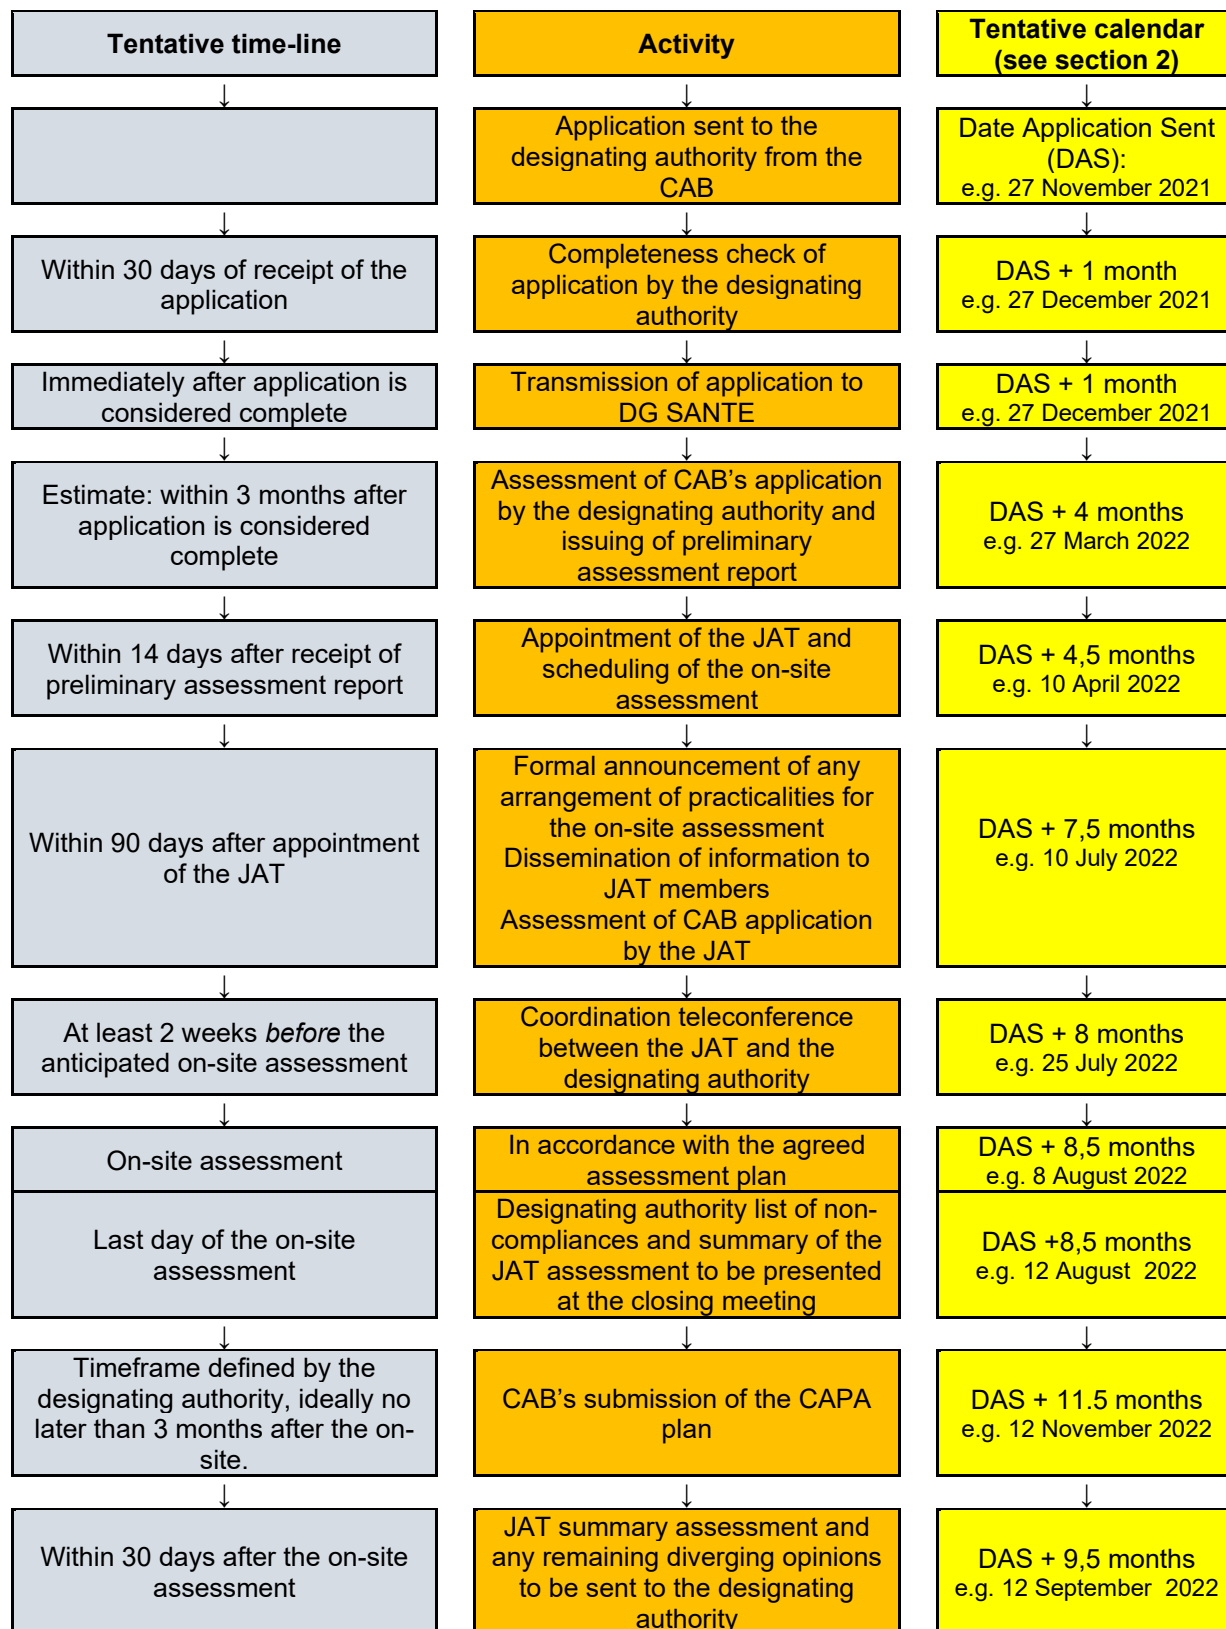 Tentative time-line
Activity
Tentative calendar
(see section 2)
↓
↓
↓
Application sent to the
designating authority from the
CAB
Date Application Sent
(DAS):
e.g. 27 November 2021
↓
↓
↓
Within 30 days of receipt of the
application
Completeness check of
application by the designating
authority
DAS + 1 month
e.g. 27 December 2021
↓
↓
↓
Immediately after application is
considered complete
Transmission of application to
DG SANTE
DAS + 1 month
e.g. 27 December 2021
↓
↓
↓
Estimate: within 3 months after
application is considered
complete
Assessment of CAB’s application
by the designating authority and
issuing of preliminary
assessment report
DAS + 4 months
e.g. 27 March 2022
↓
↓
↓
Within 14 days after receipt of
preliminary assessment report
Appointment of the JAT and
scheduling of the on-site
assessment
DAS + 4,5 months
e.g. 10 April 2022
↓
↓
↓
Within 90 days after appointment
of the JAT
Formal announcement of any
arrangement of practicalities for
the on-site assessment
Dissemination of information to
JAT members
Assessment of CAB application
by the JAT
DAS + 7,5 months
e.g. 10 July 2022
↓
↓
↓
At least 2 weeks before the
anticipated on-site assessment
Coordination teleconference
between the JAT and the
designating authority
DAS + 8 months
e.g. 25 July 2022
↓
↓
↓
On-site assessment
In accordance with the agreed
assessment plan
DAS + 8,5 months
e.g. 8 August 2022
Last day of the on-site
assessment
Designating authority list of non-
compliances and summary of the
JAT assessment to be presented
at the closing meeting
DAS +8,5 months
e.g. 12 August 2022
↓
↓
↓
Timeframe defined by the
designating authority, ideally no
later than 3 months after the on-
site.
CAB’s submission of the CAPA
plan
DAS + 11.5 months
e.g. 12 November 2022
↓
↓
↓
Within 30 days after the on-site
assessment
JAT summary assessment and
any remaining diverging opinions
to be sent to the designating
authority
DAS + 9,5 months
e.g. 12 September 2022